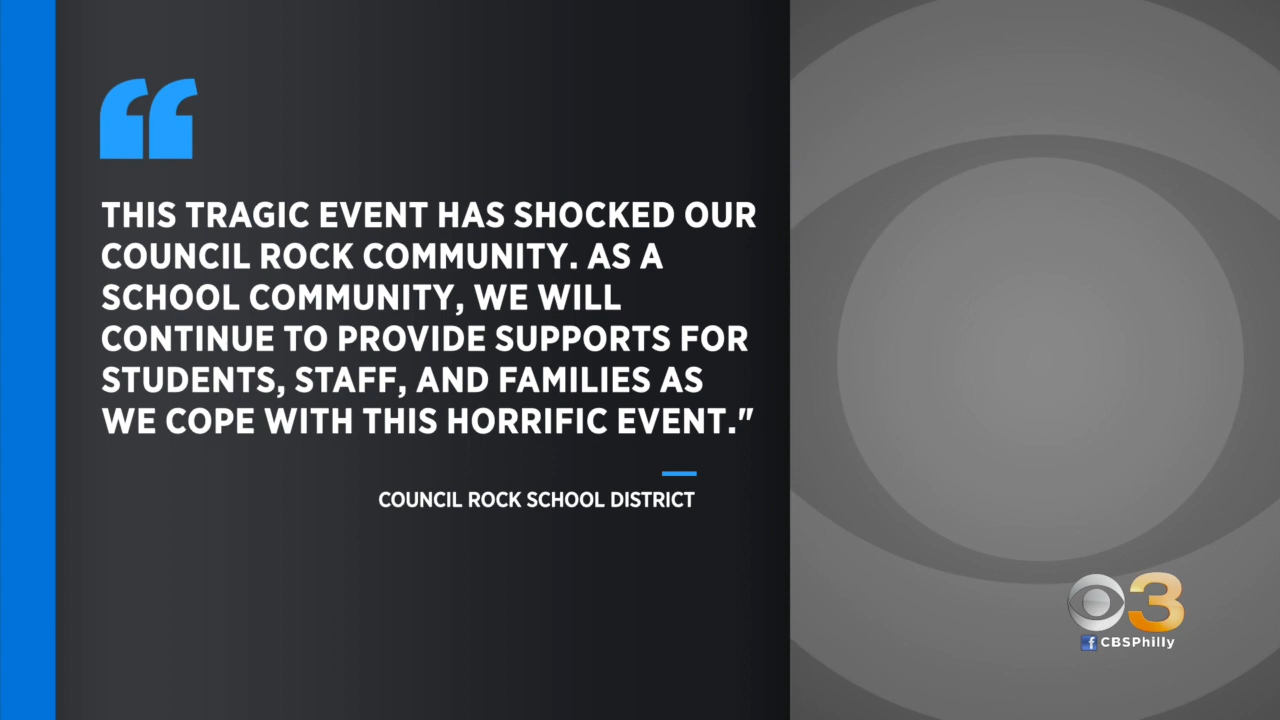 “
THIS TRAGIC EVENT HAS SHOCKED OUR
COUNCIL ROCK COMMUNITY. AS A
SCHOOL COMMUNITY, WE WILL
CONTINUE TO PROVIDE SUPPORTS FOR
STUDENTS, STAFF, AND FAMILIES AS
WE COPE WITH THIS HORRIFIC EVENT."
COUNCIL ROCK SCHOOL DISTRICT
3
f CBSPhilly